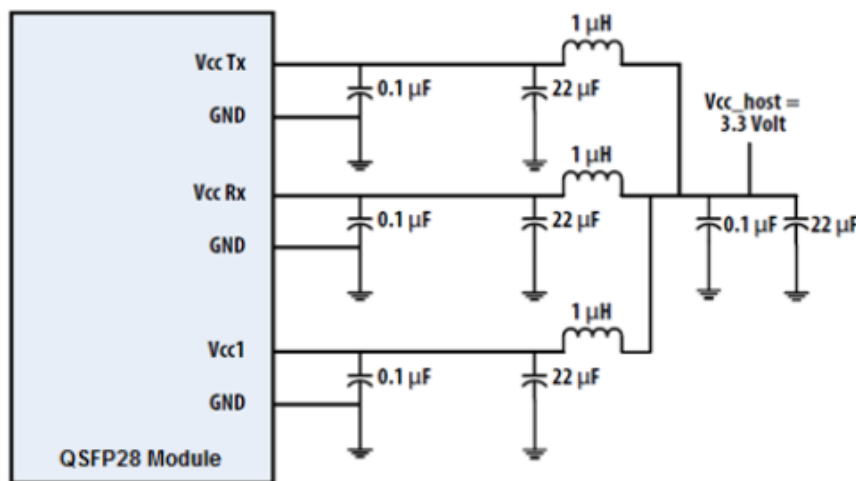 1 μH
Vcc Tx
0.1 μF
22 μF
GND
Vcc_host =
3.3 Volt
1 μH
Vcc Rx
0.1 μF
22 μF
0.1 μF
22 μF
GND
1 μH
Vcc1
0.1 μF
22 μF
GND
QSFP28 Module